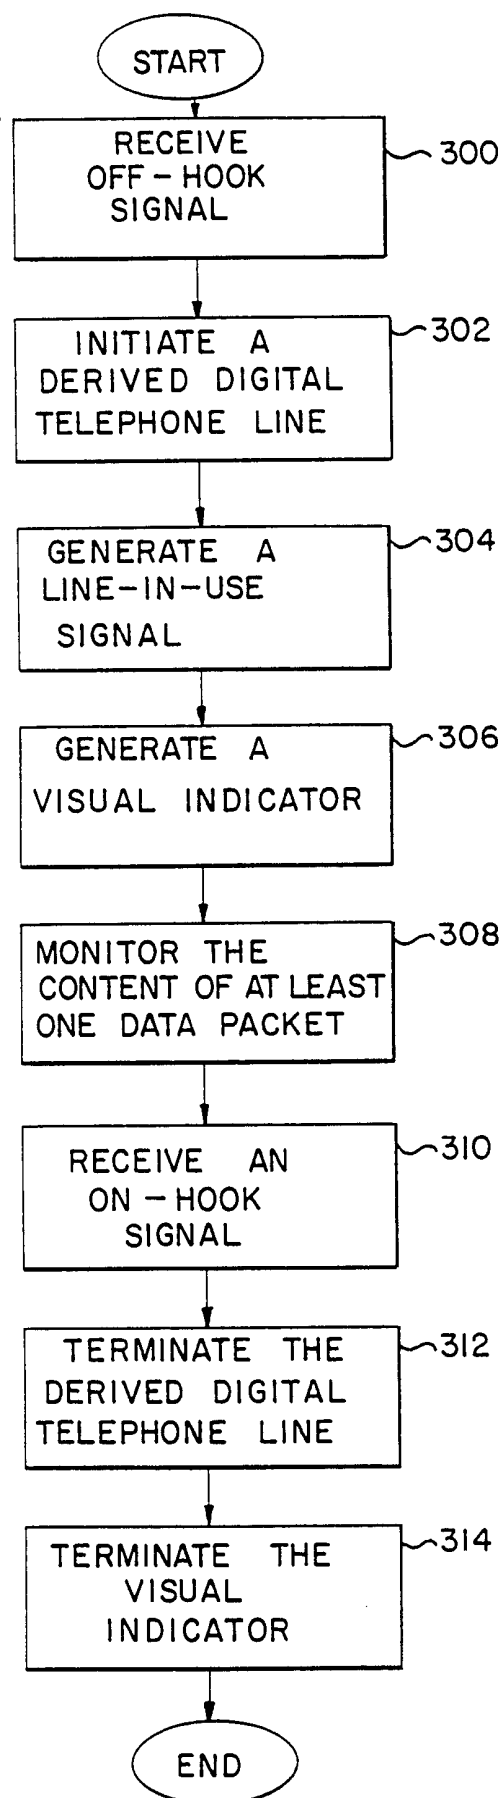 START
RECEIVE
OFF-HOOK
SIGNAL
300
INITIATE A
DERIVED DIGITAL
TELEPHONE LINE
302
GENERATE A
LINE-IN-USE
SIGNAL
304
GENERATE A
VISUAL INDICATOR
306
MONITOR THE
CONTENT OF AT LEAST
ONE DATA PACKET
308
RECEIVE AN
ON-HOOK
SIGNAL
310
TERMINATE THE
DERIVED DIGITAL
TELEPHONE LINE
312
TERMINATE THE
VISUAL
INDICATOR
314
END